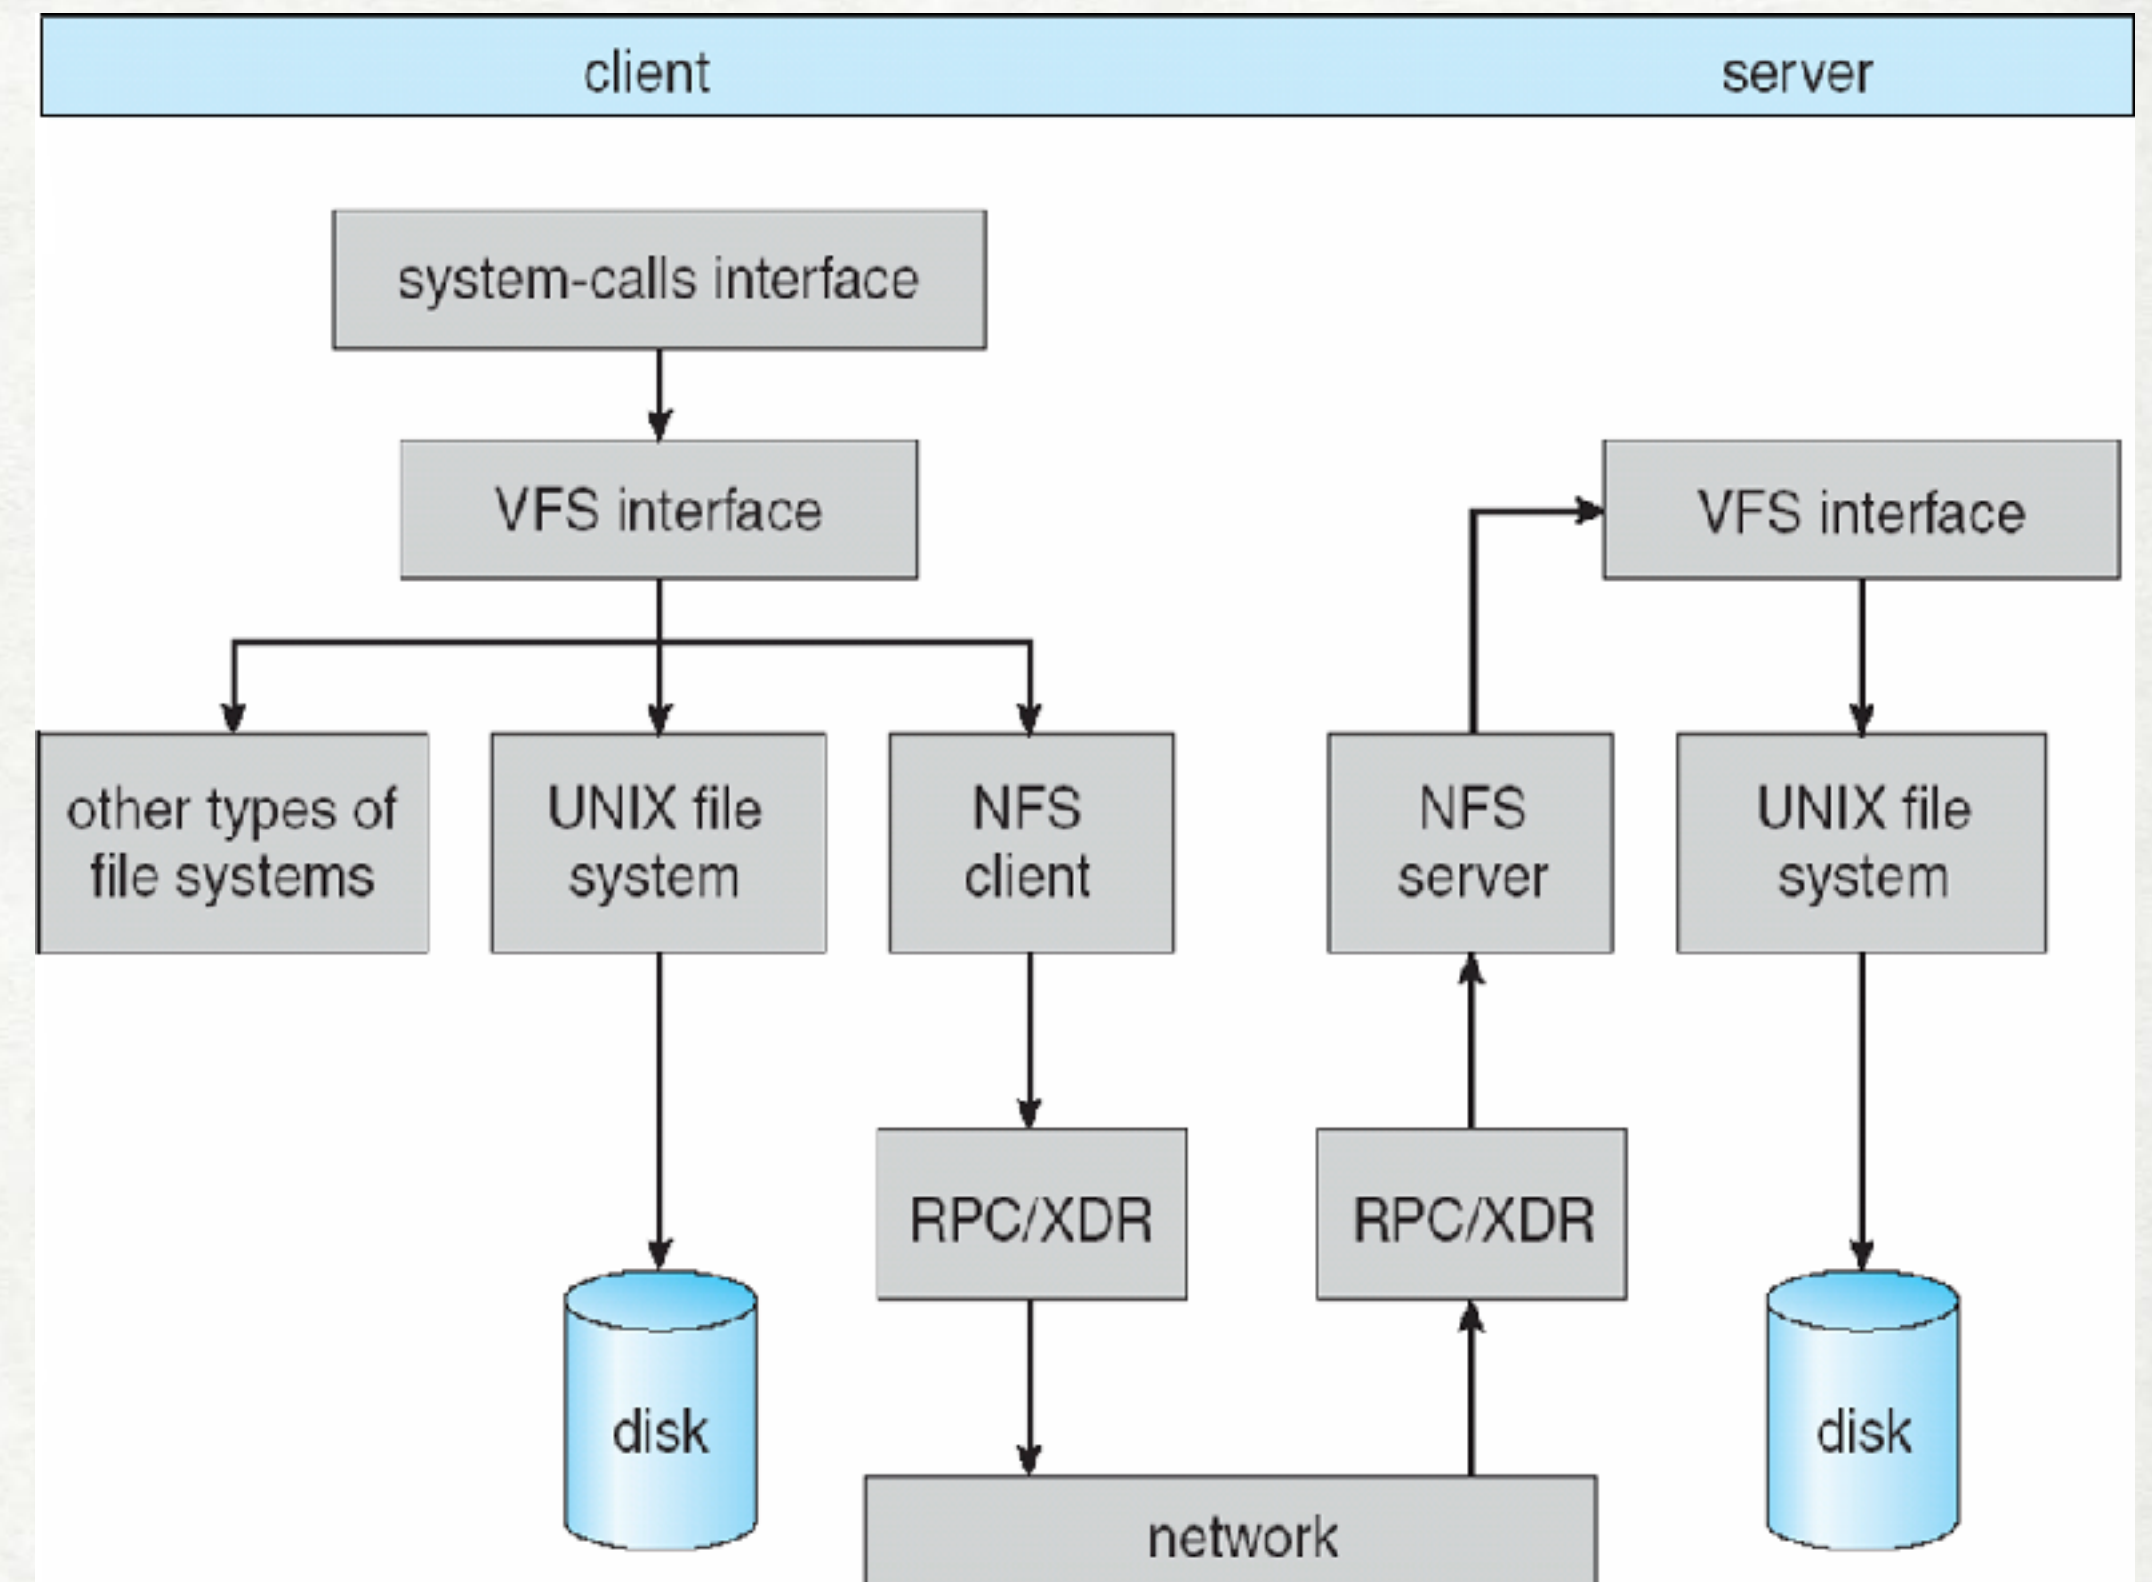 client
server
system-calls interface
VFS interface
VFS interface
other types of
file systems
UNIX file
system
NFS
client
NFS
server
UNIX file
system
RPC/XDR
RPC/XDR
disk
disk
network